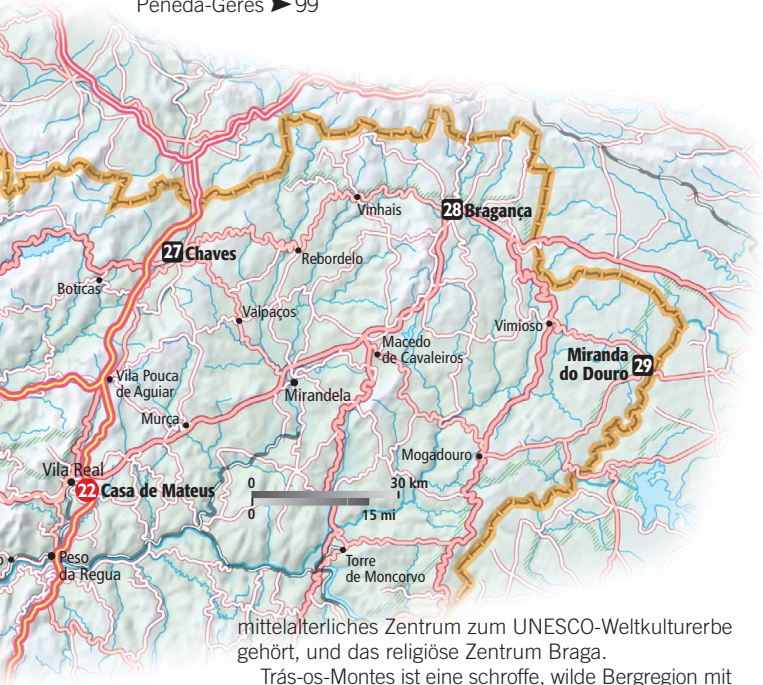 Peneda-Gerês ➤ 99
Vinhais
28 Bragança
27 Chaves
Rebordelo
Boticas
Valpaços
Vimioso
Macedo
de Cavaleiros
Miranda
do Douro 29
Vila Pouca
de Aguiar
Mirandela
Murça
Mogadouro
Vila Real
22 Casa de Mateus
0 30 km
0 15 mi
Peso
da Regua
Torre
de Moncorvo
mittelalterliches Zentrum zum UNESCO-Weltkulturerbe
gehört, und das religiöse Zentrum Braga.
Trás-os-Montes ist eine schroffe, wilde Bergregion mit